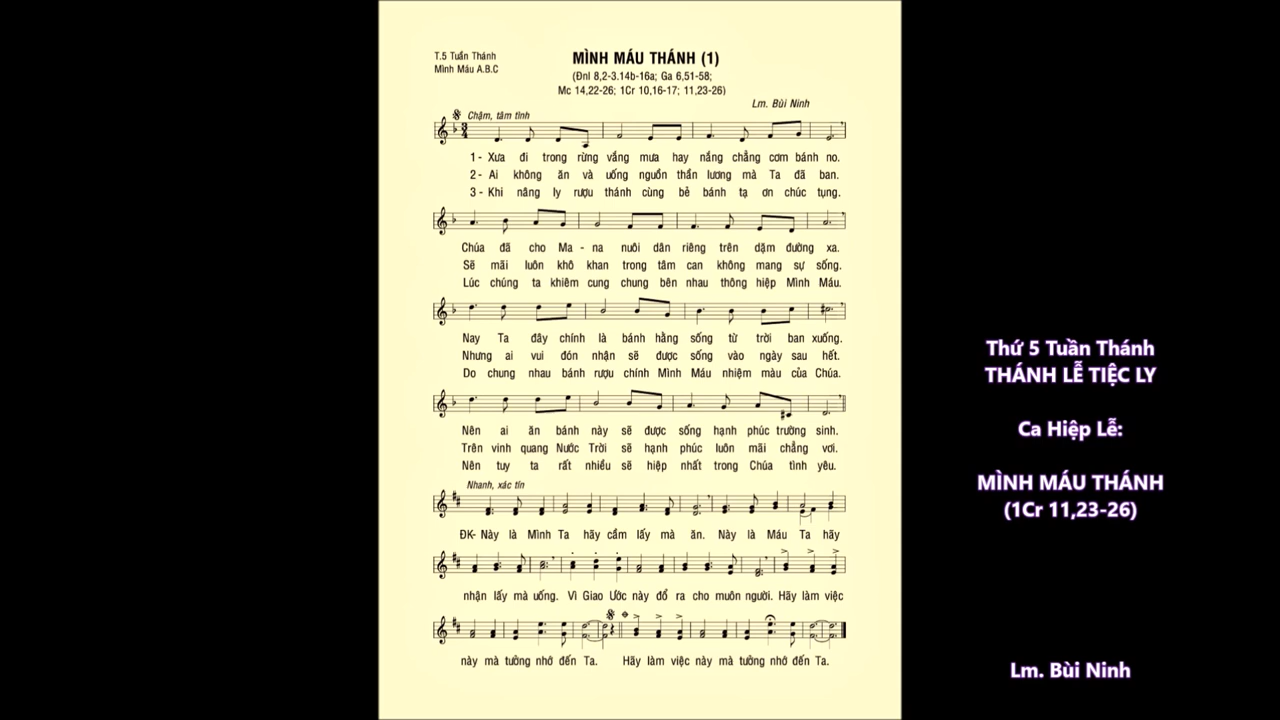 T.5 Tuần Thánh
Mình Máu A.B.C
MÌNH MÁU THÁNH (1)
(Đnl 8,2-3.14b-16a; Ga 6,51-58;
Mc 14,22-26; 1Cr 10,16-17; 11,23-26)
Lm. Bùi Ninh
Chậm, tâm tình
1- Xưa đi trong rừng vắng mưa hay nắng chẳng cơm bánh no.
2- Ai không ăn và uống nguồn thần lương mà Ta đã ban.
3- Khi nâng ly rượu thánh cùng bẻ bánh tạ ơn chúc tụng.
Chúa đã cho Ma - na nuôi dân riêng trên dặm đường xa.
Sẽ mãi luôn khô khan trong tâm can không mang sự sống.
Lúc chúng ta khiêm cung chung bên nhau thông hiệp Mình Máu.
Nay Ta đây chính là bánh hằng sống từ trời ban xuống.
Nhưng ai vui đón nhận sẽ được sống vào ngày sau hết.
Do chung nhau bánh rượu chính Mình Máu nhiệm màu của Chúa.
Nên ai ăn bánh này sẽ được sống hạnh phúc trường sinh.
Trên vinh quang Nước Trời sẽ hạnh phúc luôn mãi chẳng vơi.
Nên tuy ta rất nhiều sẽ hiệp nhất trong Chúa tình yêu.
Nhanh, xác tín
ĐK- Này là Mình Ta hãy cầm lấy mà ăn. Này là Máu Ta hãy
nhận lấy mà uống. Vì Giao Ước này đổ ra cho muôn người. Hãy làm việc
này mà tưởng nhớ đến Ta. Hãy làm việc này mà tưởng nhớ đến Ta.
Thứ 5 Tuần Thánh
THÁNH LỄ TIỆC LY
Ca Hiệp Lễ:
MÌNH MÁU THÁNH
(1Cr 11,23-26)
Lm. Bùi Ninh